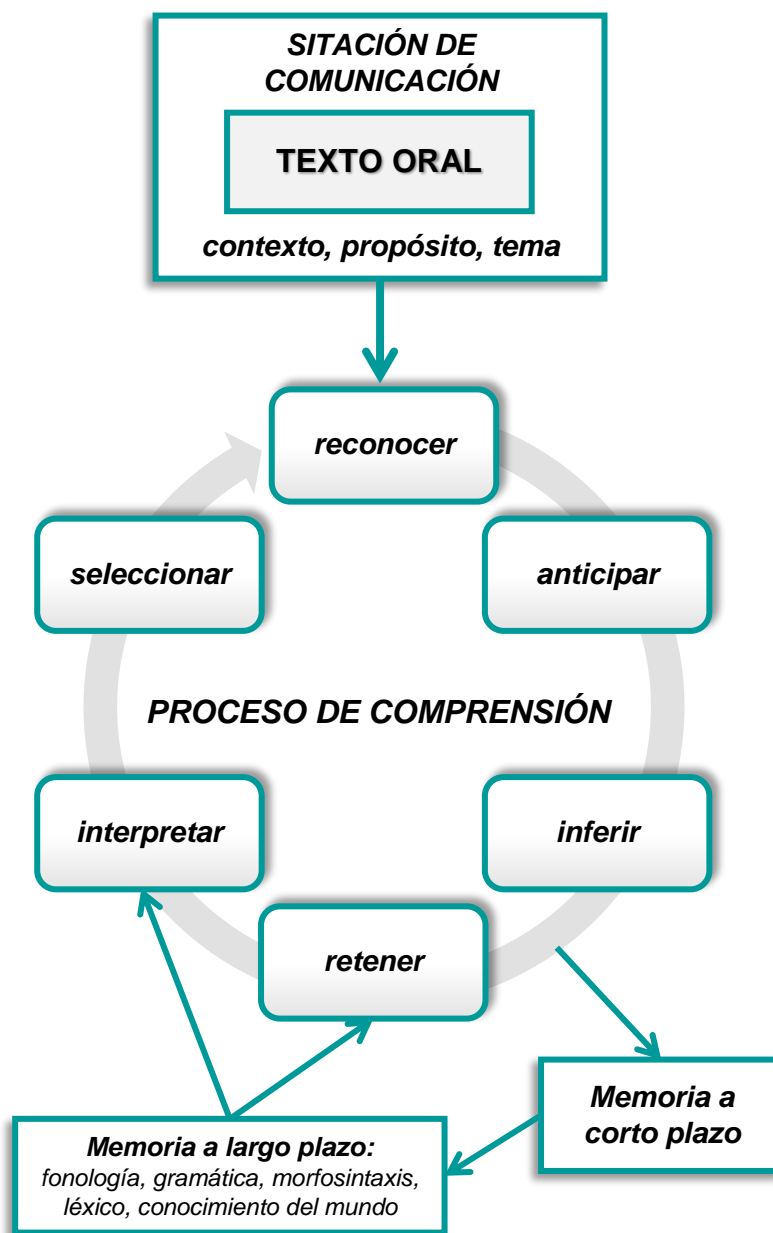 SITACIÓN DE
COMUNICACIÓN
TEXTO ORAL
contexto, propósito, tema
reconocer
seleccionar
anticipar
PROCESO DE COMPRENSIÓN
interpretar
inferir
retener
Memoria a
corto plazo
Memoria a largo plazo:
fonología, gramática, morfosintaxis,
léxico, conocimiento del mundo